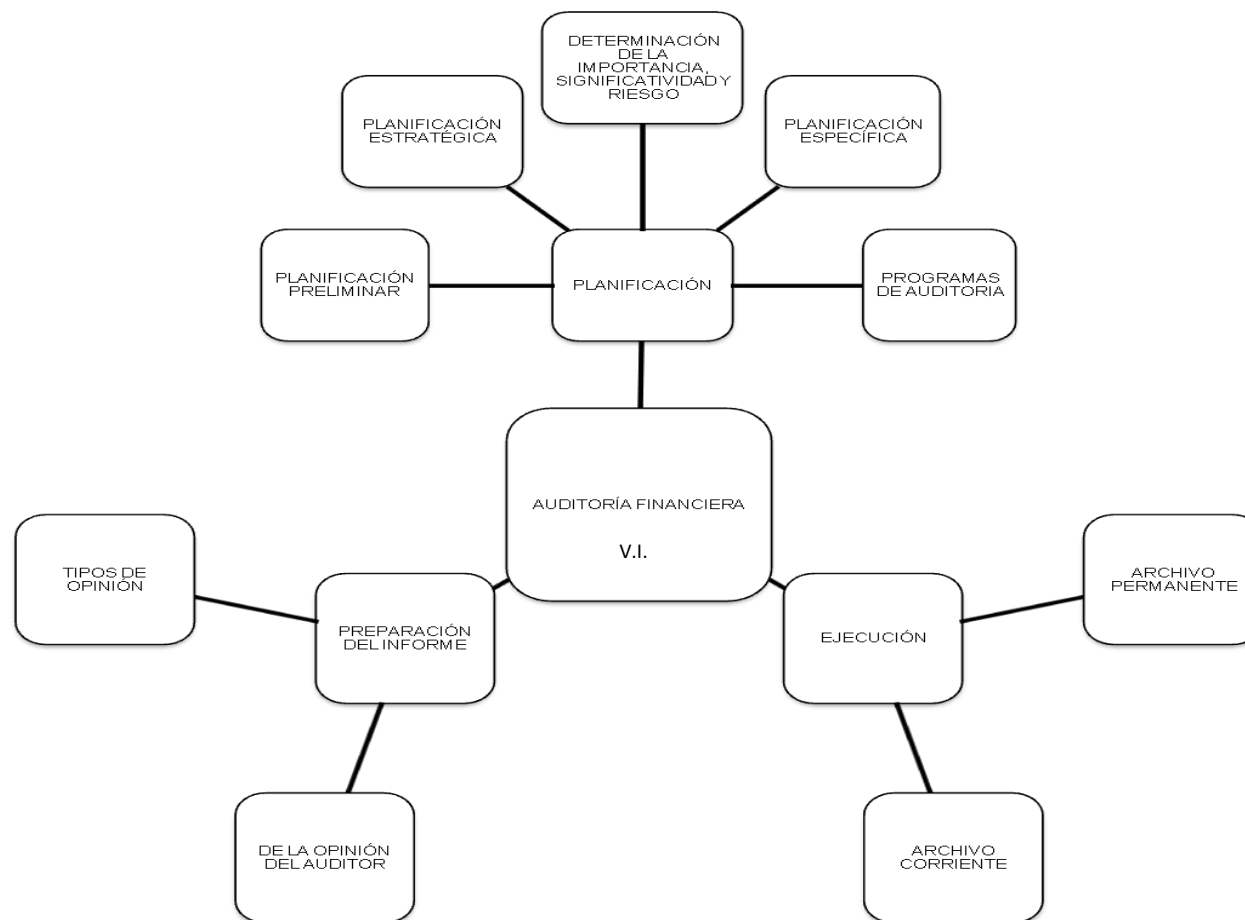 DETERMINACIÓN
DE LA
IMPORTANCIA,
SIGNIFICATIVIDAD Y
RIESGO
PLANIFICACIÓN
ESTRATÉGICA
PLANIFICACIÓN
ESPECÍFICA
PLANIFICACIÓN
PRELIMINAR
PLANIFICACIÓN
PROGRAMAS
DE AUDITORIA
AUDITORÍA FINANCIERA
V.I.
TIPOS DE
OPINIÓN
PREPARACIÓN
DEL INFORME
EJECUCIÓN
ARCHIVO
PERMANENTE
DE LA OPINIÓN
DEL AUDITOR
ARCHIVO
CORRIENTE